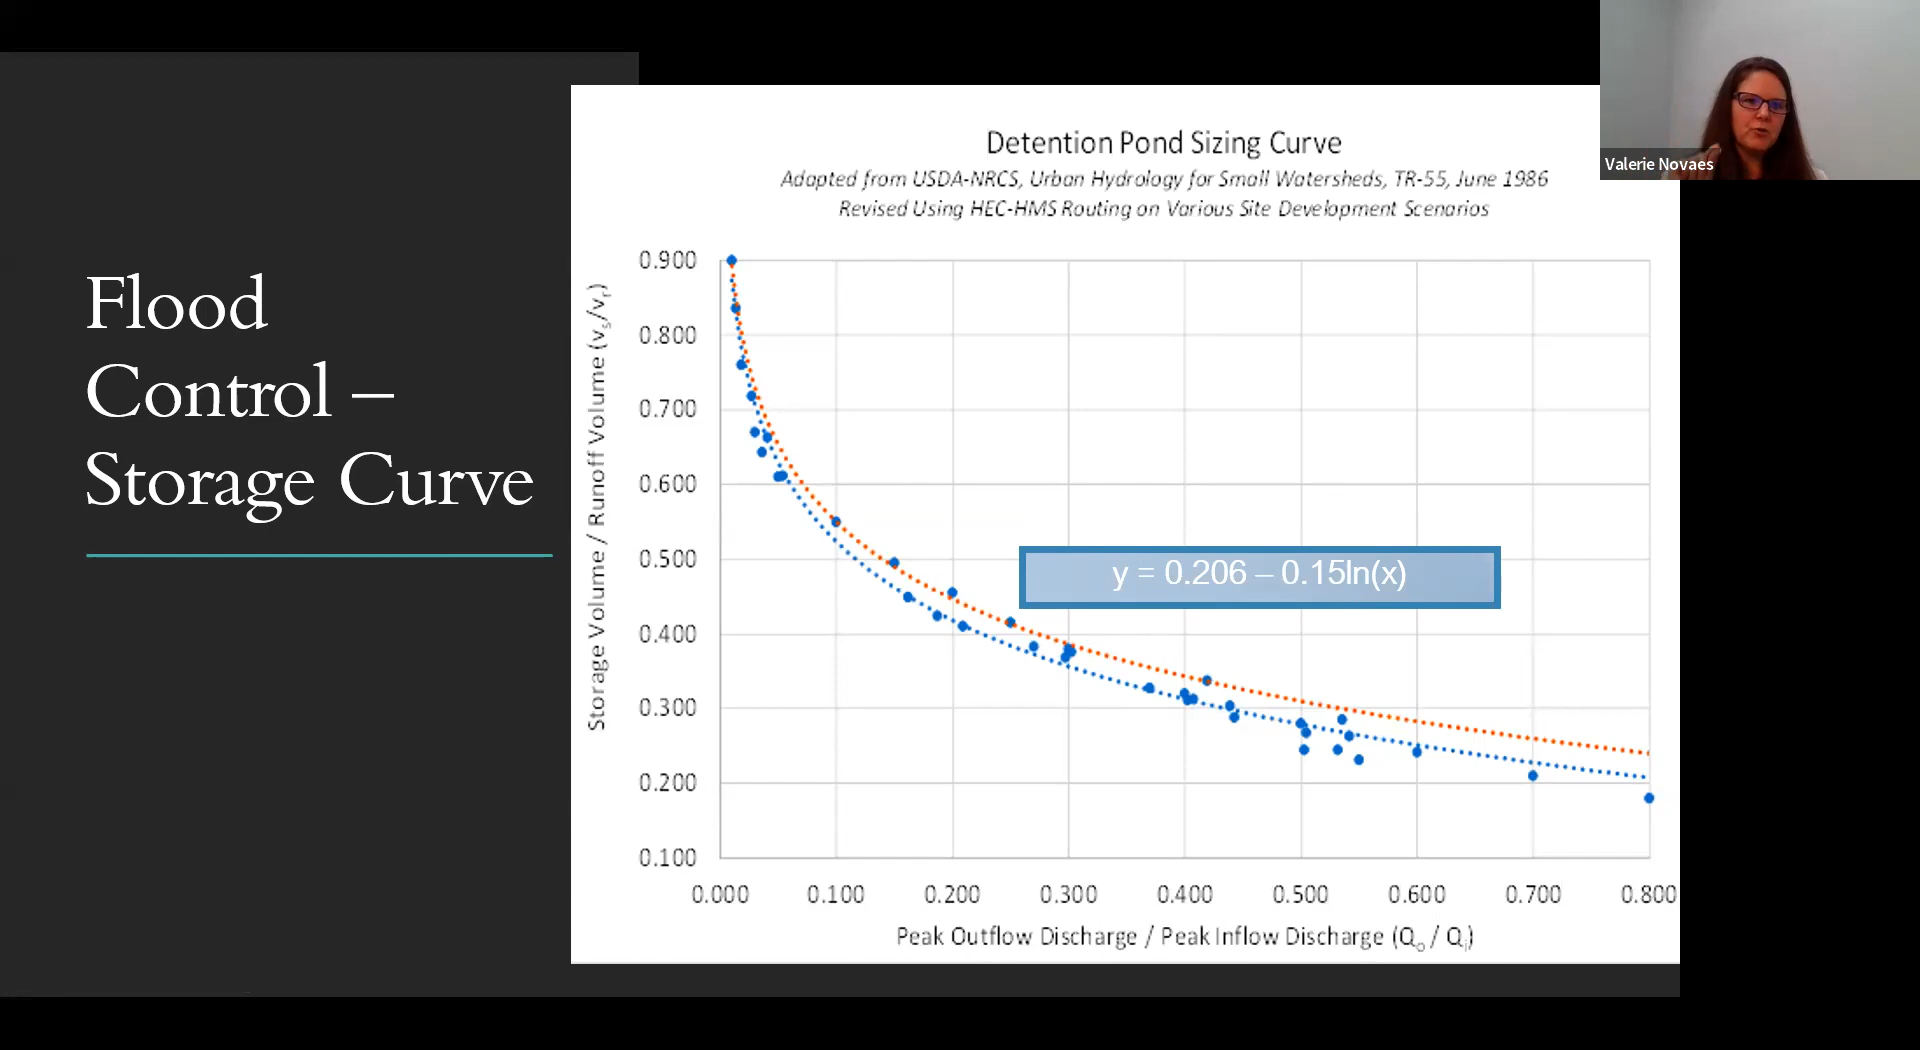 Valerie Novaes
Flood
Control –
Storage Curve
Detention Pond Sizing Curve
Adapted from USDA-NRCS, Urban Hydrology for Small Watersheds, TR-55, June 1986
Revised Using HEC-HMS Routing on Various Site Development Scenarios
Storage Volume / Runoff Volume (vs/vr)
0.900
0.800
0.700
0.600
0.500
0.400
0.300
0.200
0.100
y = 0.206 – 0.15ln(x)
0.000 0.100 0.200 0.300 0.400 0.500 0.600 0.700 0.800
Peak Outflow Discharge / Peak Inflow Discharge (Qo / Qi)